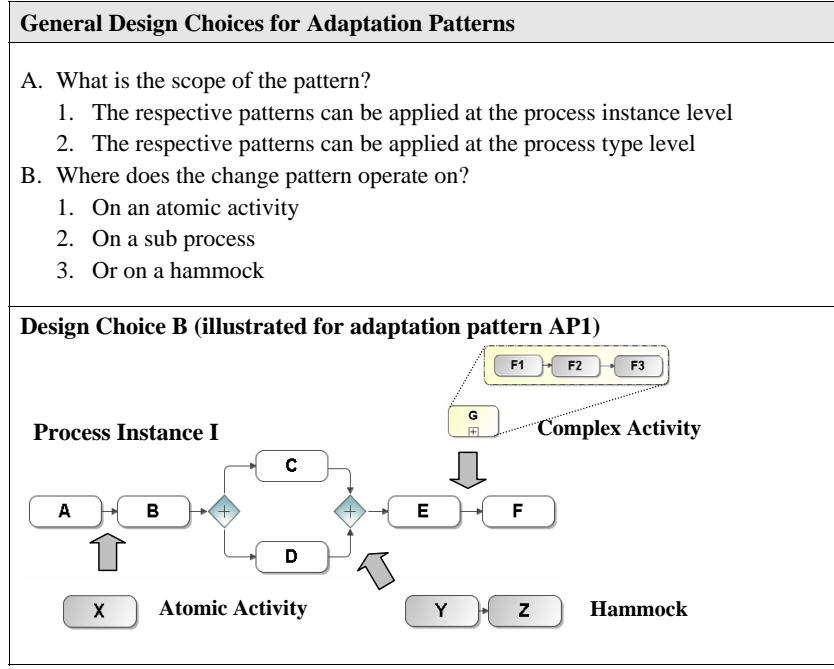 General Design Choices for Adaptation Patterns
A. What is the scope of the pattern?
1. The respective patterns can be applied at the process instance level
2. The respective patterns can be applied at the process type level
B. Where does the change pattern operate on?
1. On an atomic activity
2. On a sub process
3. Or on a hammock
Design Choice B (illustrated for adaptation pattern AP1)
F1 F2 F3
G
+
Process Instance I
Complex Activity
C
A B + + E F
D
X Atomic Activity
Y Z Hammock